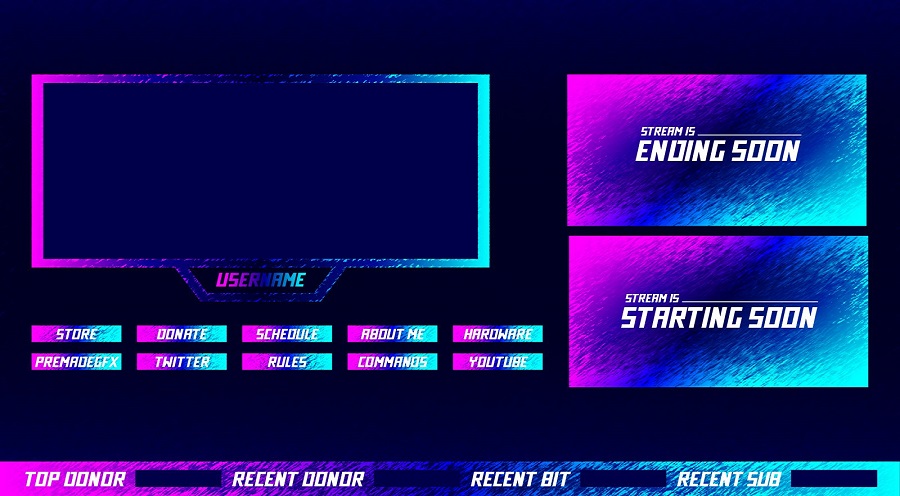 STREAM IS
ENDING SOON
USERNAME
STREAM IS
STARTING SOON
STORE
DONATE
SCHEDULE
ABOUT ME
HARDWARE
PREMADEGFX
TWITTER
RULES
COMMANDS
YOUTUBE
TOP DONOR
RECENT DONOR
RECENT BIT
RECENT SUB